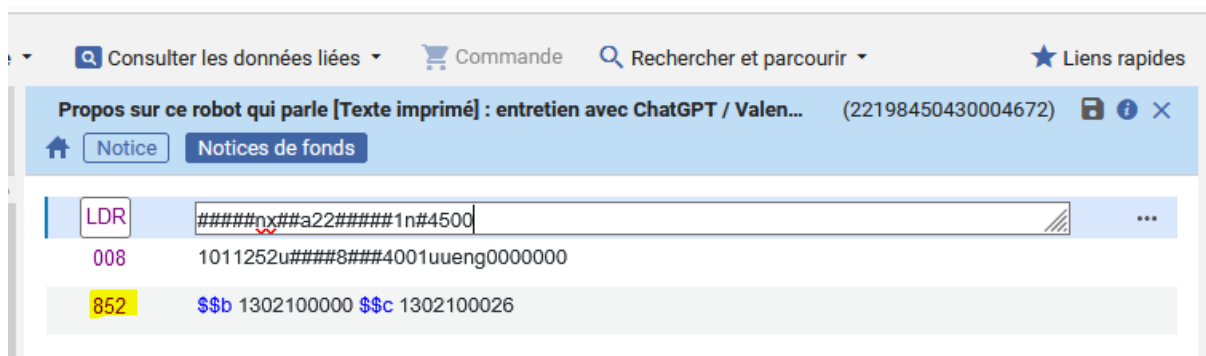 Consulter les données liées Commande Rechercher et parcourir Liens rapides
Propos sur ce robot qui parle [Texte imprimé] : entretien avec ChatGPT / Valen... (22198450430004672)
Notice Notices de fonds
LDR #####nx##a22#####1n#4500 ...
008 1011252u####8###4001uueng0000000
852 $$b 1302100000 $$c 1302100026